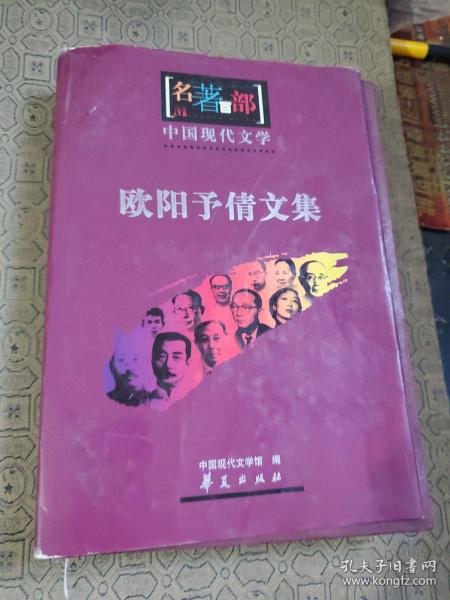 名著百部
中国现代文学
欧阳予倩文集
中国现代文学馆 编
华夏出版社
孔夫子旧书网
www.kongfz.com